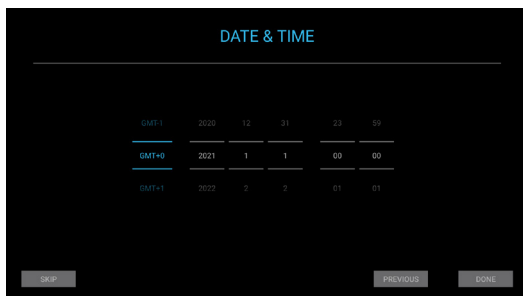 DATE & TIME
GMT-1 2020 12 31 23 59
GMT+0 2021 1 1 00 00
GMT+1 2022 2 2 01 01
SKIP PREVIOUS DONE